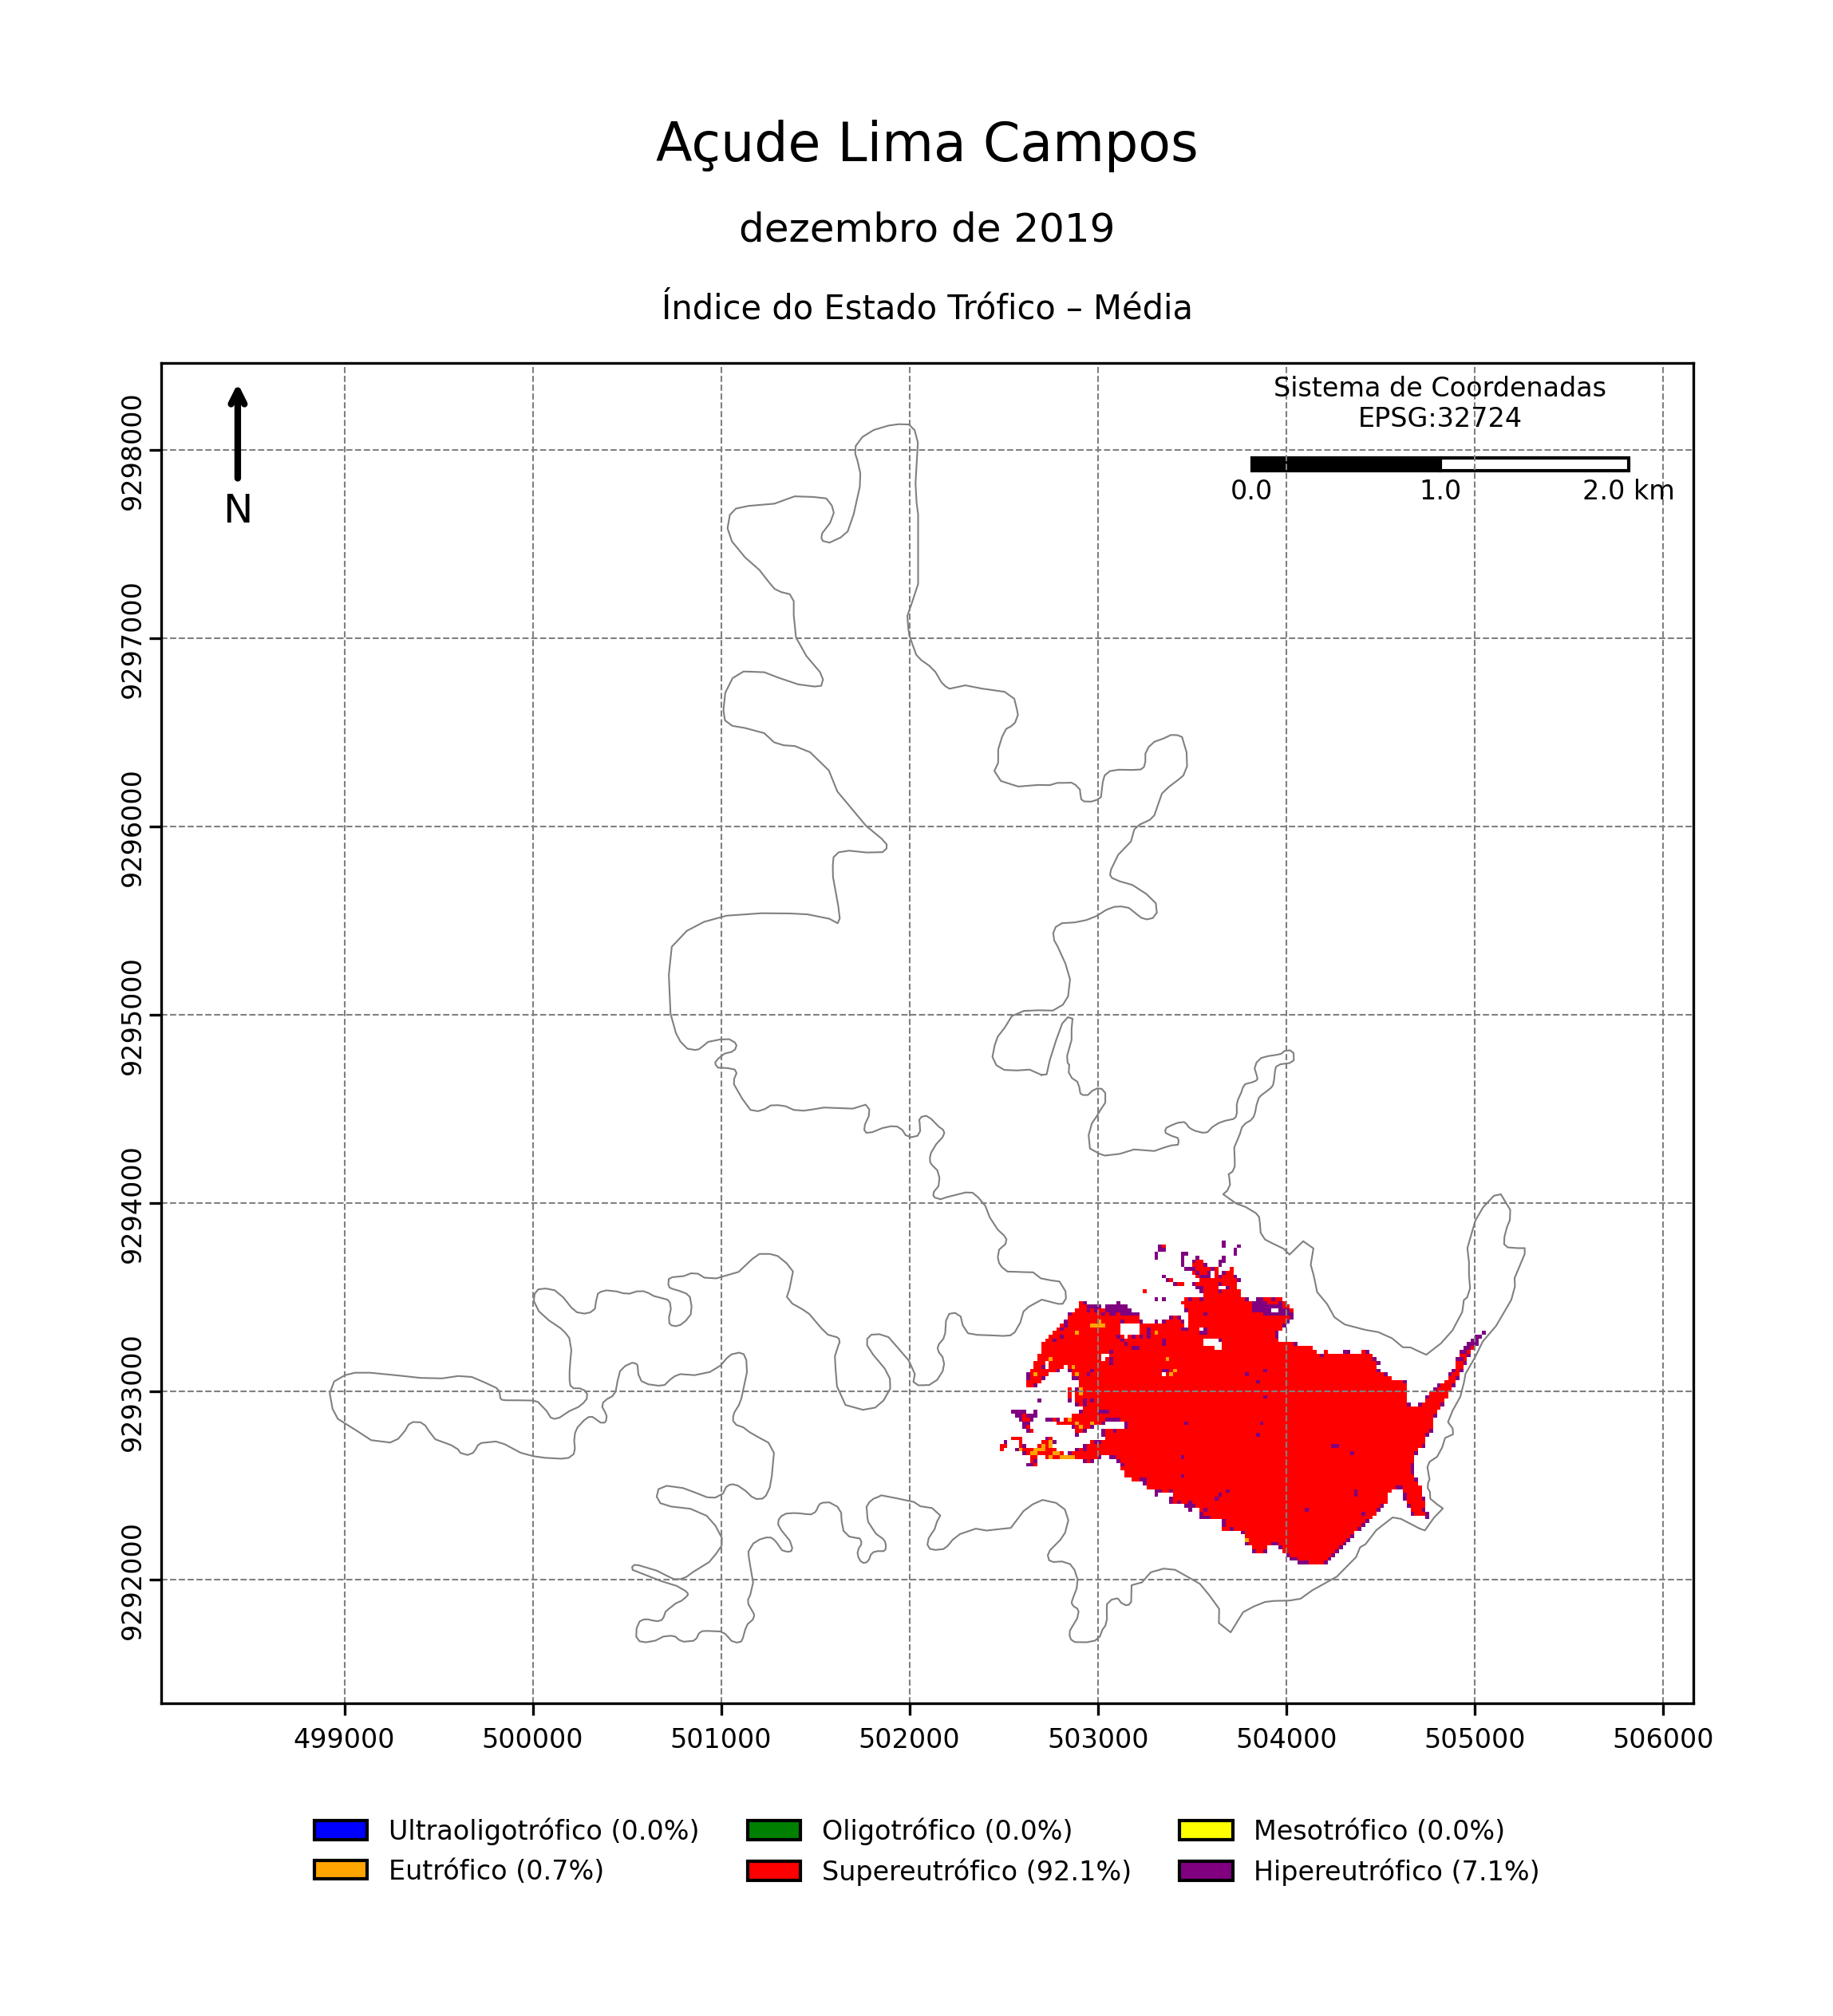 Açude Lima Campos
dezembro de 2019
Índice do Estado Trófico – Média
Sistema de Coordenadas
EPSG:32724
0.0 1.0 2.0 km
N
9298000
9297000
9296000
9295000
9294000
9293000
9292000
499000 500000 501000 502000 503000 504000 505000 506000
Ultraoligotrófico (0.0%) Oligotrófico (0.0%) Mesotrófico (0.0%)
Eutrófico (0.7%) Supereutrófico (92.1%) Hipereutrófico (7.1%)